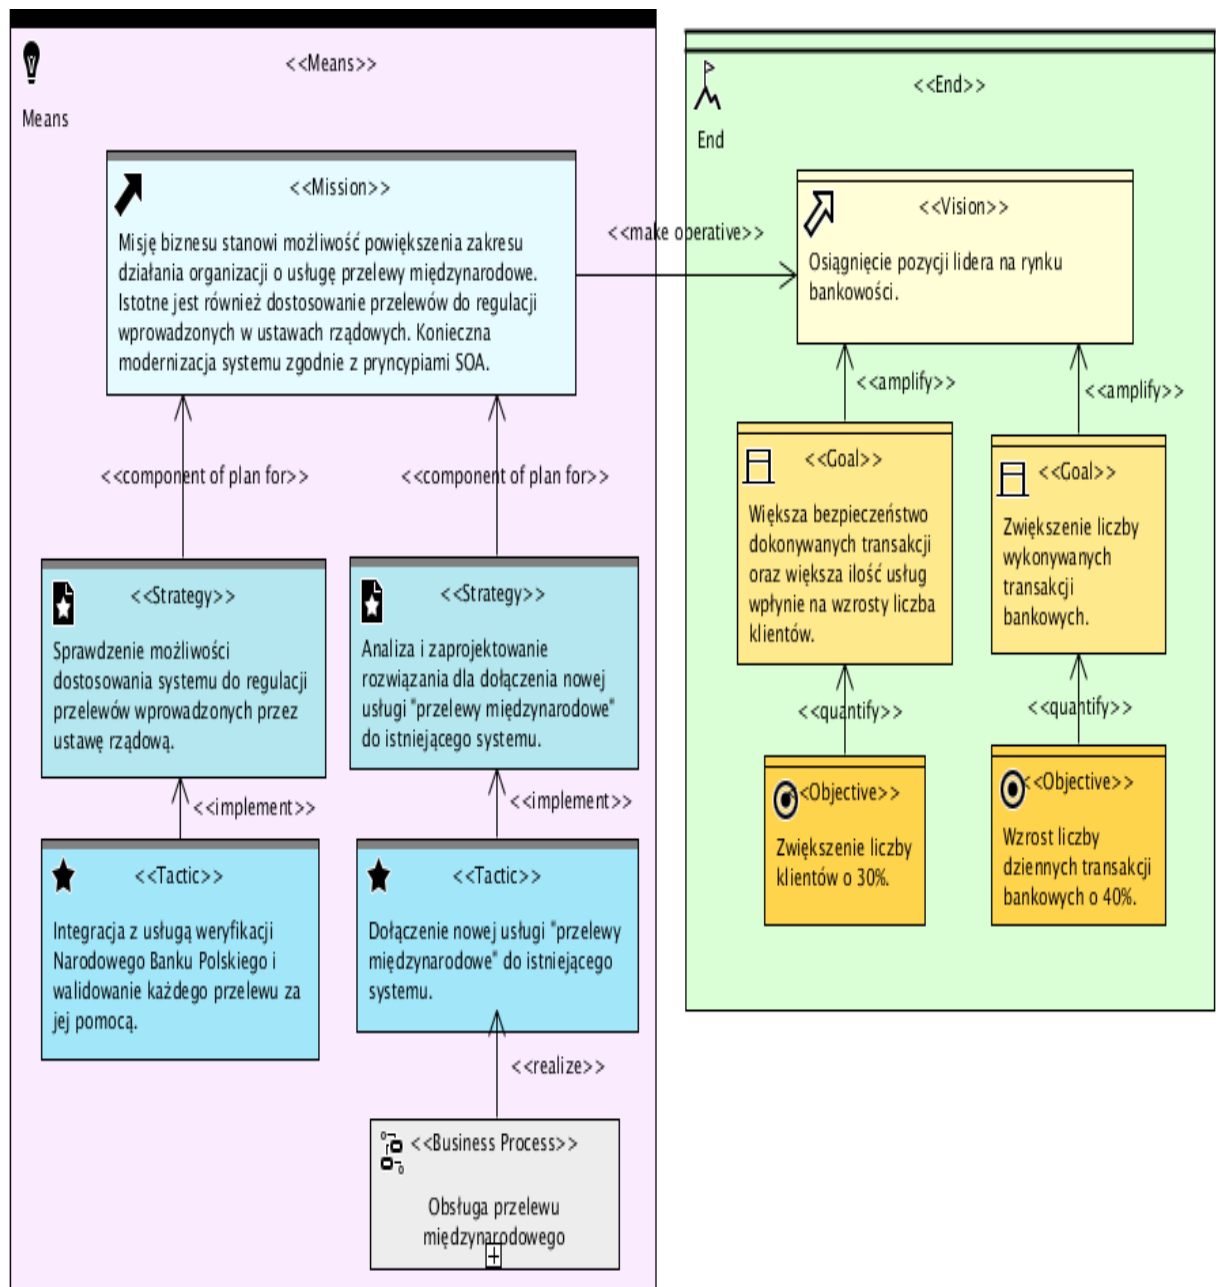 <<Means>>
Means
<<Mission>>
Misję biznesu stanowi możliwość powiększenia zakresu
działania organizacji o usługę przelewy międzynarodowe.
Istotne jest również dostosowanie przelewów do regulacji
wprowadzonych w ustawach rządowych. Konieczna
modernizacja systemu zgodnie z pryncypiami SOA.
<<component of plan for>>
<<component of plan for>>
<<Strategy>>
Sprawdzenie możliwości
dostosowania systemu do regulacji
przelewów wprowadzonych przez
ustawę rządową.
<<Strategy>>
Analiza i zaprojektowanie
rozwiązania dla dołączenia nowej
usługi "przelewy międzynarodowe"
do istniejącego systemu.
<<implement>>
<<implement>>
<<Tactic>>
Integracja z usługą weryfikacji
Narodowego Banku Polskiego i
walidowanie każdego przelewu za
jej pomocą.
<<Tactic>>
Dołączenie nowej usługi "przelewy
międzynarodowe" do istniejącego
systemu.
<<realize>>
<<Business Process>>
Obsługa przelewu
międzynarodowego
<<make operative>>
<<End>>
End
<<Vision>>
Osiągnięcie pozycji lidera na rynku
bankowości.
<<amplify>>
<<amplify>>
<<Goal>>
Większa bezpieczeństwo
dokonywanych transakcji
oraz większa ilość usług
wpłynie na wzrosty liczba
klientów.
<<Goal>>
Zwiększenie liczby
wykonywanych
transakcji
bankowych.
<<quantify>>
<<quantify>>
<<Objective>>
Zwiększenie liczby
klientów o 30%.
<<Objective>>
Wzrost liczby
dziennych transakcji
bankowych o 40%.